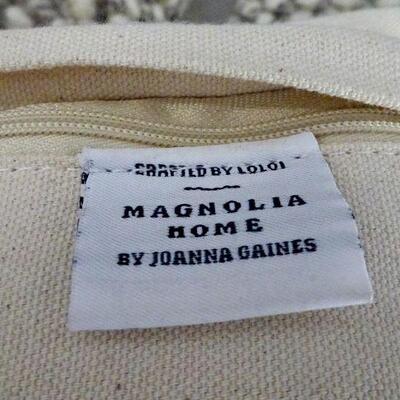 CRAFTED BY LOLOI
MAGNOLIA
HOME
BY JOANNA GAINES